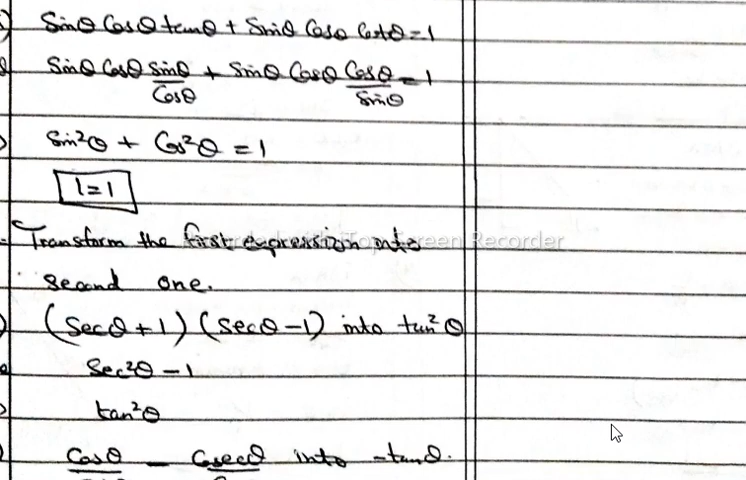 i) Sinθ Cosθ tanθ + Sinθ Cosθ Cotθ = 1
Sinθ Cosθ Sinθ/Cosθ + Sinθ Cosθ Cosθ/Sinθ = 1
Sin²θ + Cos²θ = 1
1=1
Transform the first expression into
second one.
(Secθ + 1) (Secθ - 1) into tan²θ
Sec²θ - 1
tan²θ
Cosθ - Cosecθ into -tanθ.
Screen Recorder